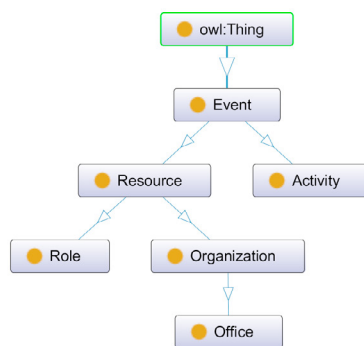 owl:Thing
Event
Resource
Activity
Role
Organization
Office